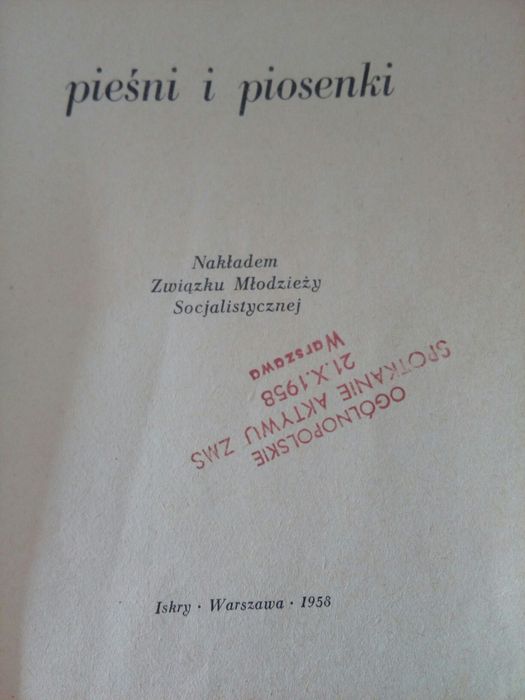 pieśni i piosenki
Nakładem
Związku Młodzieży
Socjalistycznej
OGÓLNOPOLSKIE
SPOTKANIE AKTYWU ZMS
21.X.1958
Warszawa
Iskry · Warszawa · 1958